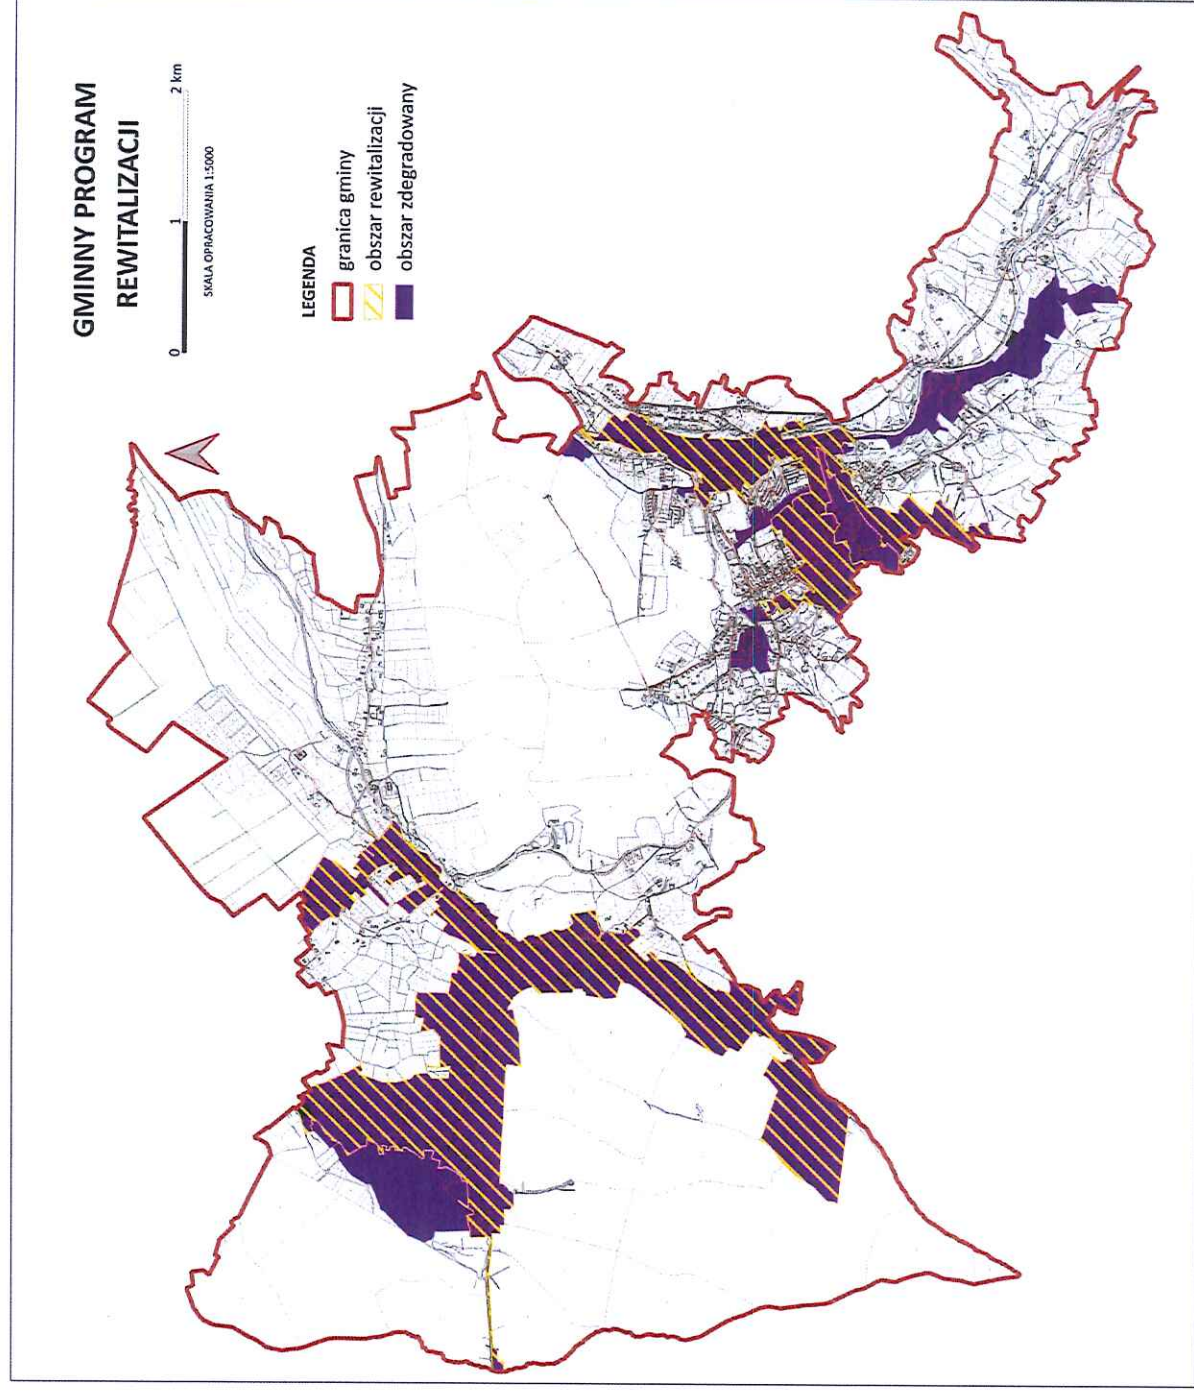 GMINNY PROGRAM
REWITALIZACJI
0 1 2 km
SKALA OPRACOWANIA 1:5000
LEGENDA
granica gminy
obszar rewitalizacji
obszar zdegradowany